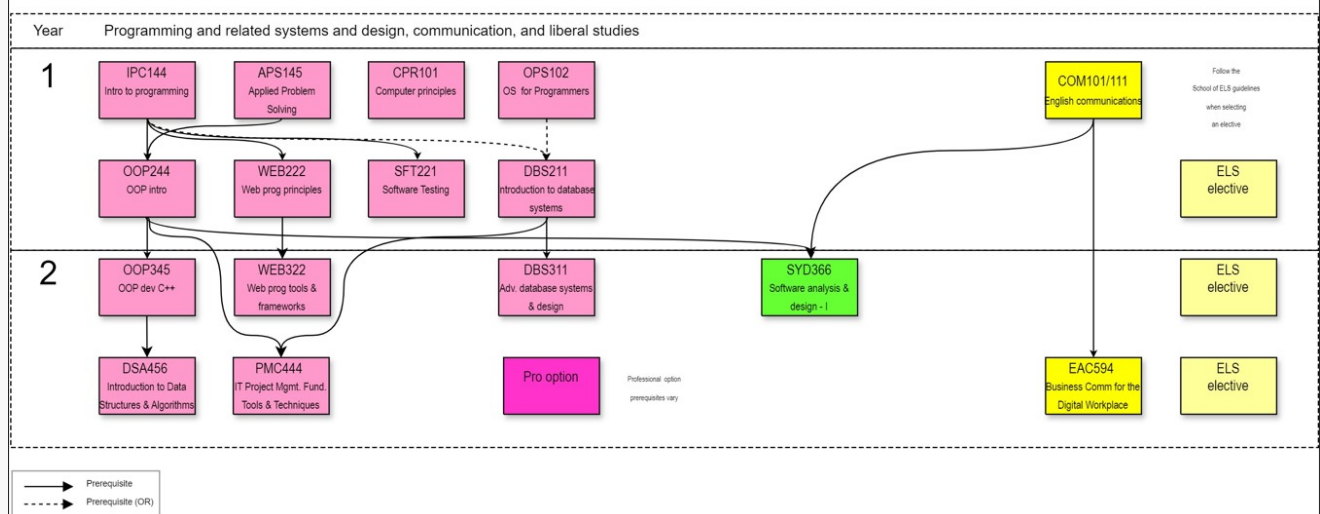 Year Programming and related systems and design, communication, and liberal studies
1
IPC144
Intro to programming
APS145
Applied Problem
Solving
CPR101
Computer principles
OPS102
OS for Programmers
COM101/111
English communications
Follow the
School of ELS guidelines
when selecting
an elective
OOP244
OOP intro
WEB222
Web prog principles
SFT221
Software Testing
DBS211
Introduction to database
systems
ELS
elective
2
OOP345
OOP dev C++
WEB322
Web prog tools &
frameworks
DBS311
Adv. database systems
& design
SYD366
Software analysis &
design - I
ELS
elective
DSA456
Introduction to Data
Structures & Algorithms
PMC444
IT Project Mgmt. Fund.
Tools & Techniques
Pro option
Professional option
prerequisites vary
EAC594
Business Comm for the
Digital Workplace
ELS
elective
Prerequisite
Prerequisite (OR)